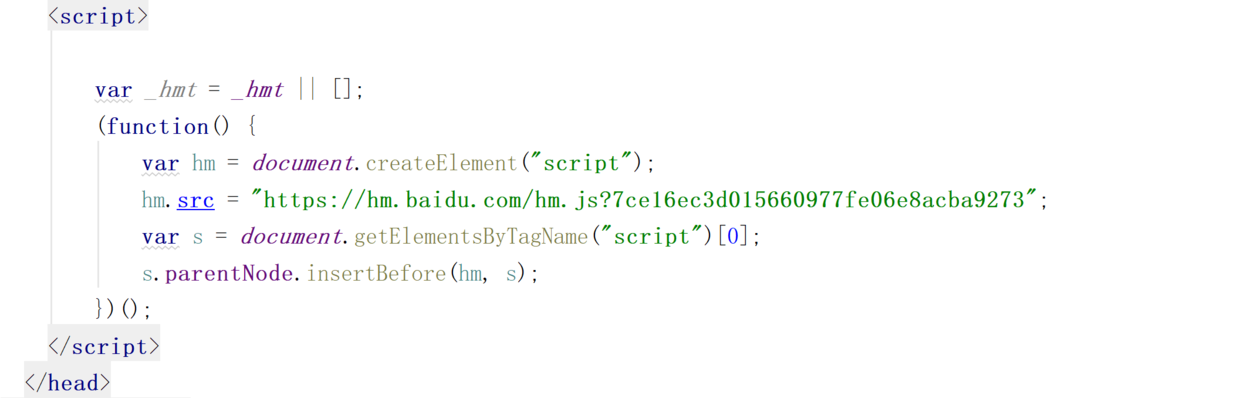 <script>
var _hmt = _hmt || [];
(function() {
var hm = document.createElement("script");
hm.src = "https://hm.baidu.com/hm.js?7ce16ec3d015660977fe06e8acba9273";
var s = document.getElementsByTagName("script")[0];
s.parentNode.insertBefore(hm, s);
})();
</script>
</head>